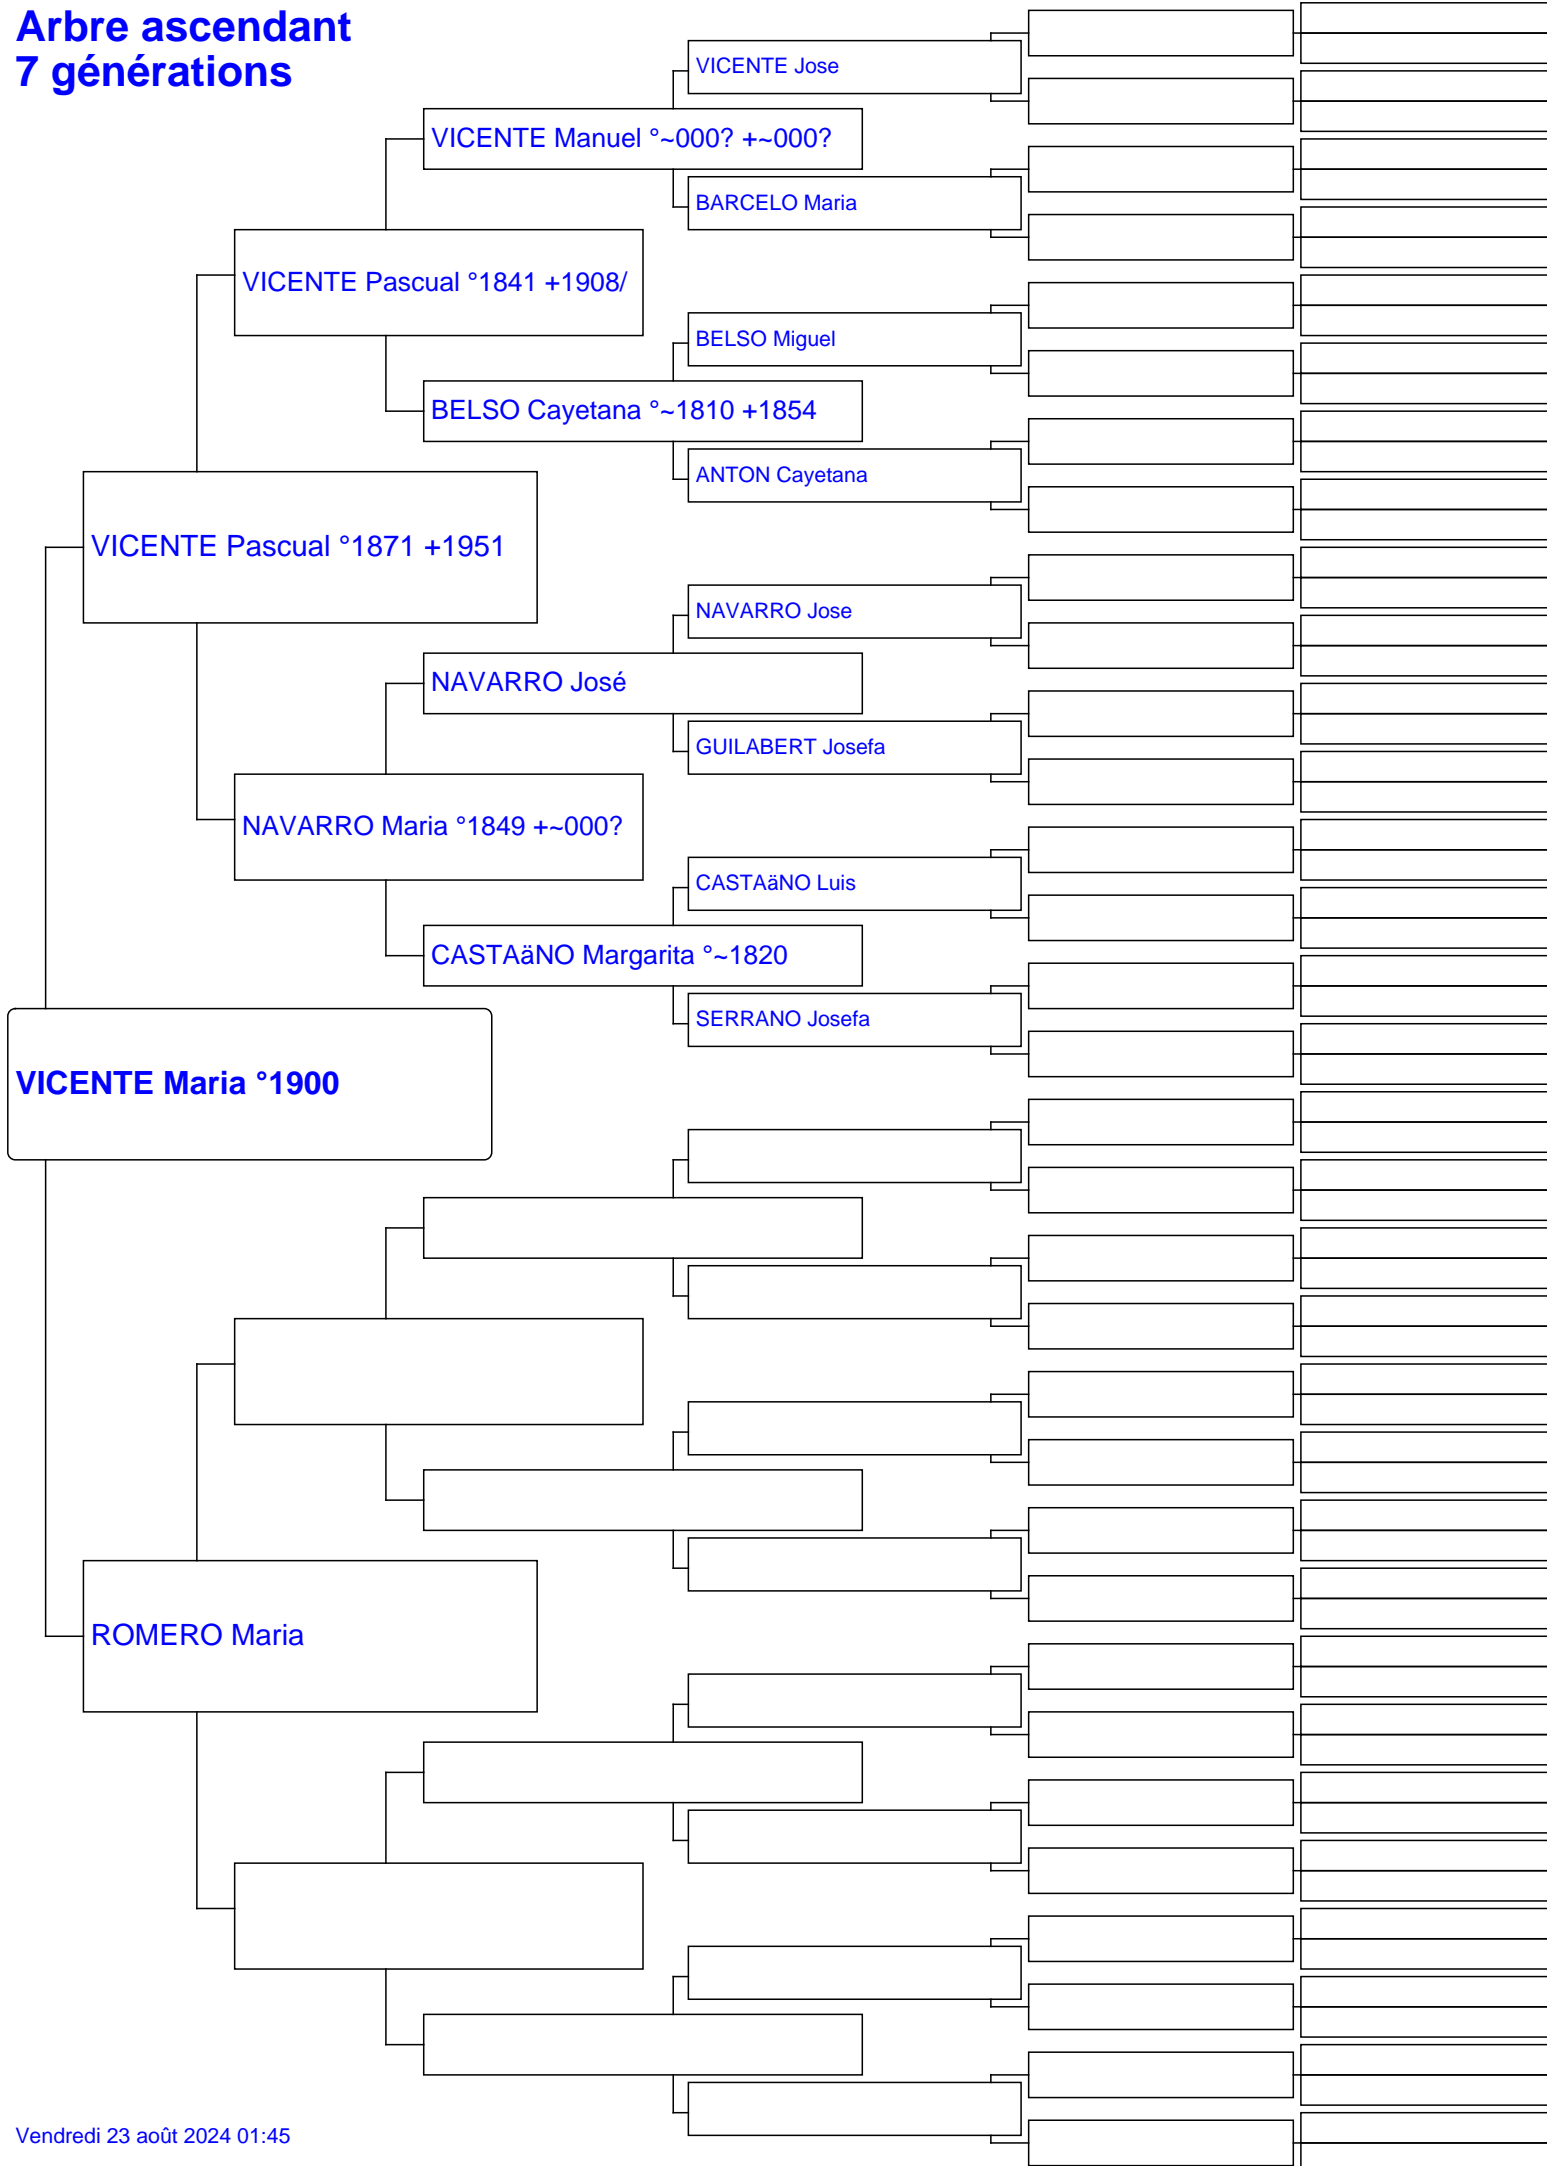 Arbre ascendant
7 générations
VICENTE Jose
VICENTE Manuel °~000? +~000?
BARCELO Maria
VICENTE Pascual °1841 +1908/
BELSO Miguel
BELSO Cayetana °~1810 +1854
ANTON Cayetana
VICENTE Pascual °1871 +1951
NAVARRO Jose
NAVARRO José
GUILABERT Josefa
NAVARRO Maria °1849 +~000?
CASTAäNO Luis
CASTAäNO Margarita °~1820
SERRANO Josefa
VICENTE Maria °1900
ROMERO Maria
Vendredi 23 août 2024 01:45